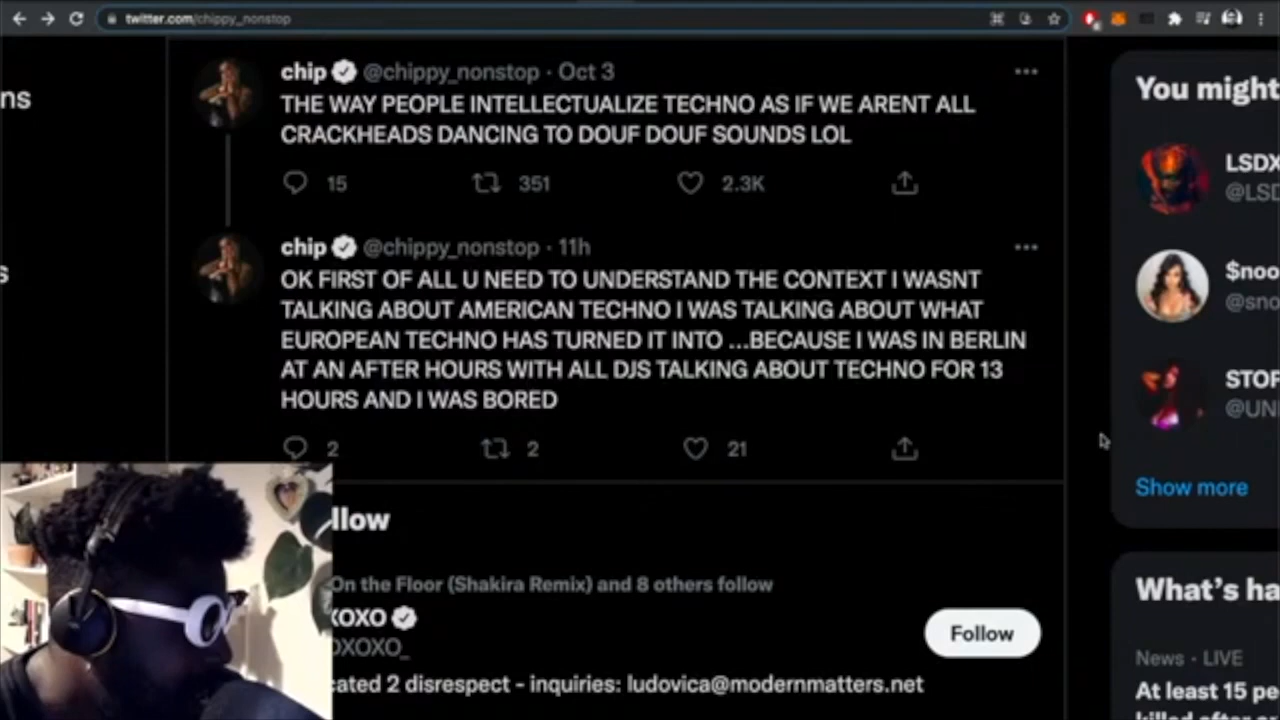 twitter.com/chippy_nonstop
ns
s
chip @chippy_nonstop · Oct 3
THE WAY PEOPLE INTELLECTUALIZE TECHNO AS IF WE ARENT ALL
CRACKHEADS DANCING TO DOUF DOUF SOUNDS LOL
15 351 2.3K
chip @chippy_nonstop · 11h
OK FIRST OF ALL U NEED TO UNDERSTAND THE CONTEXT I WASNT
TALKING ABOUT AMERICAN TECHNO I WAS TALKING ABOUT WHAT
EUROPEAN TECHNO HAS TURNED IT INTO ...BECAUSE I WAS IN BERLIN
AT AN AFTER HOURS WITH ALL DJS TALKING ABOUT TECHNO FOR 13
HOURS AND I WAS BORED
2 2 21
llow
On the Floor (Shakira Remix) and 8 others follow
XOXO
OXOXO_
Follow
cated 2 disrespect - inquiries: ludovica@modernmatters.net
You might
LSDX
@LSD
$noo
@sno
STOF
@UNI
Show more
What's ha
News · LIVE
At least 15 pe